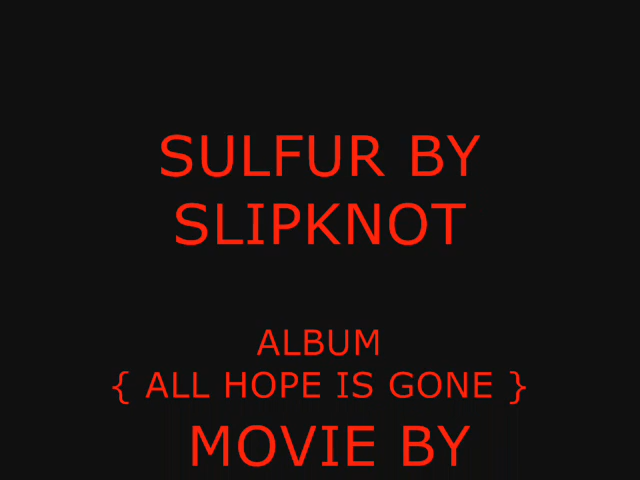 SULFUR BY
SLIPKNOT
ALBUM
{ ALL HOPE IS GONE }
MOVIE BY